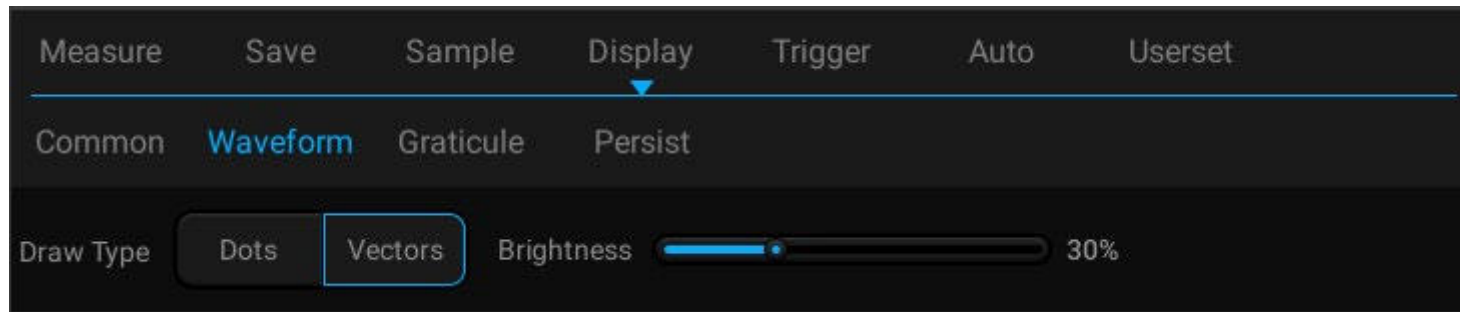 Measure Save Sample Display Trigger Auto Userset
Common Waveform Graticule Persist
Draw Type Dots Vectors Brightness 30%